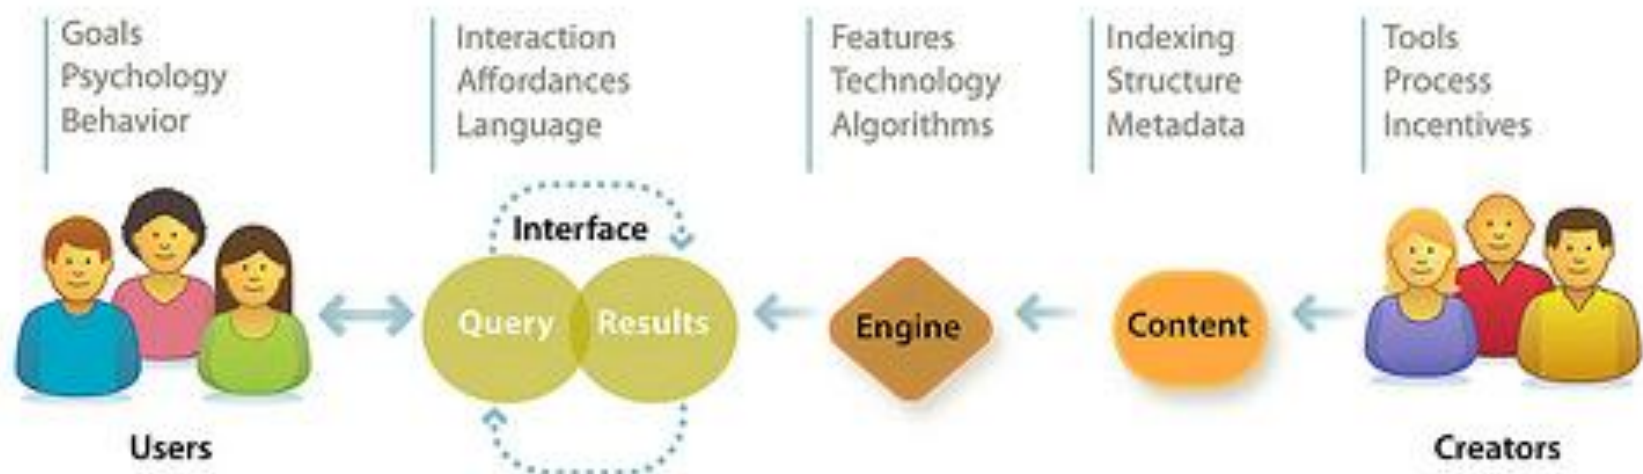 Goals
Psychology
Behavior
Interaction
Affordances
Language
Features
Technology
Algorithms
Indexing
Structure
Metadata
Tools
Process
Incentives
Interface
Query
Results
Engine
Content
Users
Creators